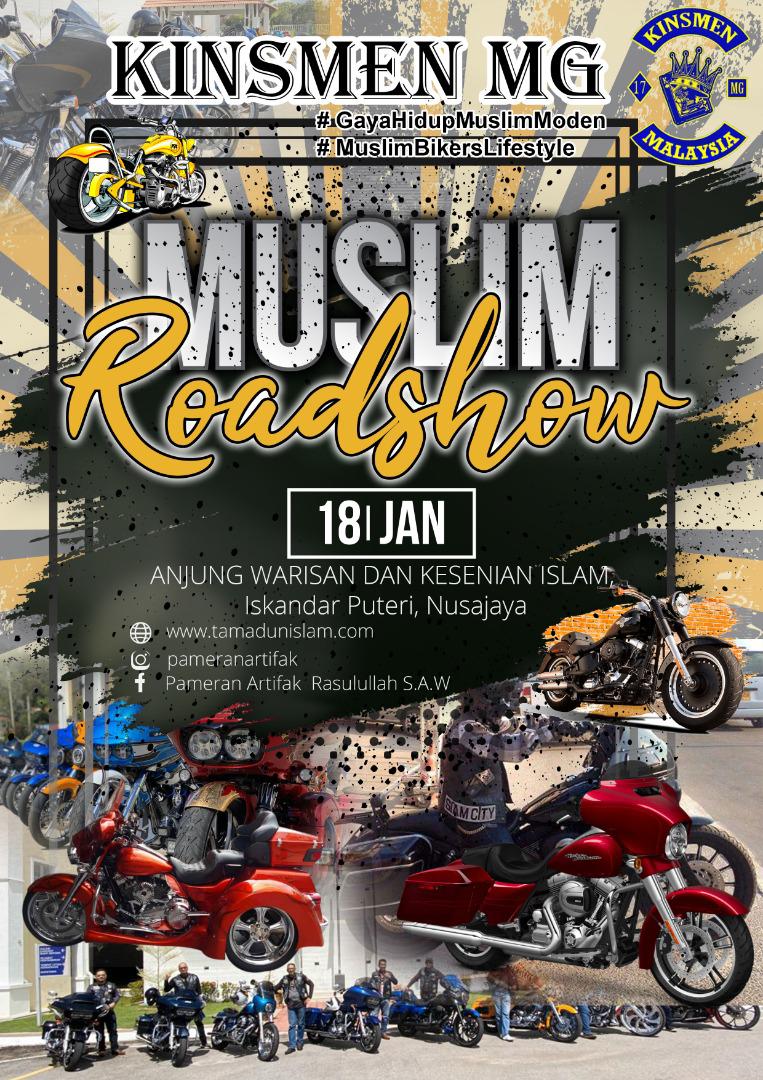 KINSMEN MG
KINSMEN
17
MG
MALAYSIA
#.GayaHidupMuslimModen
# MuslimBikersLifestyle
MUSLIM
Roadshow
18| JAN
ANJUNG WARISAN DAN KESENIAN ISLAM,
Iskandar Puteri, Nusajaya
www.tamadunislam.com
pameranartifak
Pameran Artifak Rasulullah S.A.W